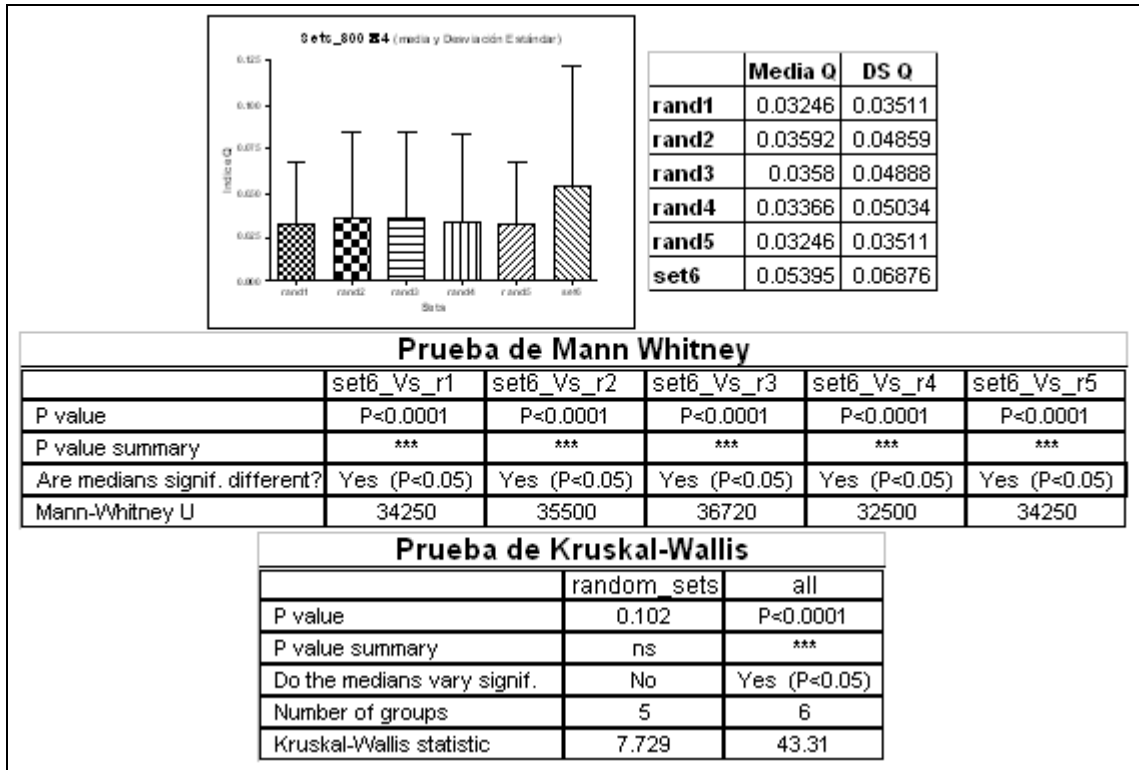 Sets_800 (media y Desviación Estándar)
0.125
0.100
0.075
0.050
0.025
0.000
Indice Q
rand1 rand2 rand3 rand4 rand5 set6
Sets
Media Q DS Q
rand1 0.03246 0.03511
rand2 0.03592 0.04859
rand3 0.0358 0.04888
rand4 0.03366 0.05034
rand5 0.03246 0.03511
set6 0.05395 0.06876
Prueba de Mann Whitney
set6_Vs_r1 set6_Vs_r2 set6_Vs_r3 set6_Vs_r4 set6_Vs_r5
P value P<0.0001 P<0.0001 P<0.0001 P<0.0001 P<0.0001
P value summary *** *** *** *** ***
Are medians signif. different? Yes (P<0.05) Yes (P<0.05) Yes (P<0.05) Yes (P<0.05) Yes (P<0.05)
Mann-Whitney U 34250 35500 36720 32500 34250
Prueba de Kruskal-Wallis
random_sets all
P value 0.102 P<0.0001
P value summary ns ***
Do the medians vary signif. No Yes (P<0.05)
Number of groups 5 6
Kruskal-Wallis statistic 7.729 43.31